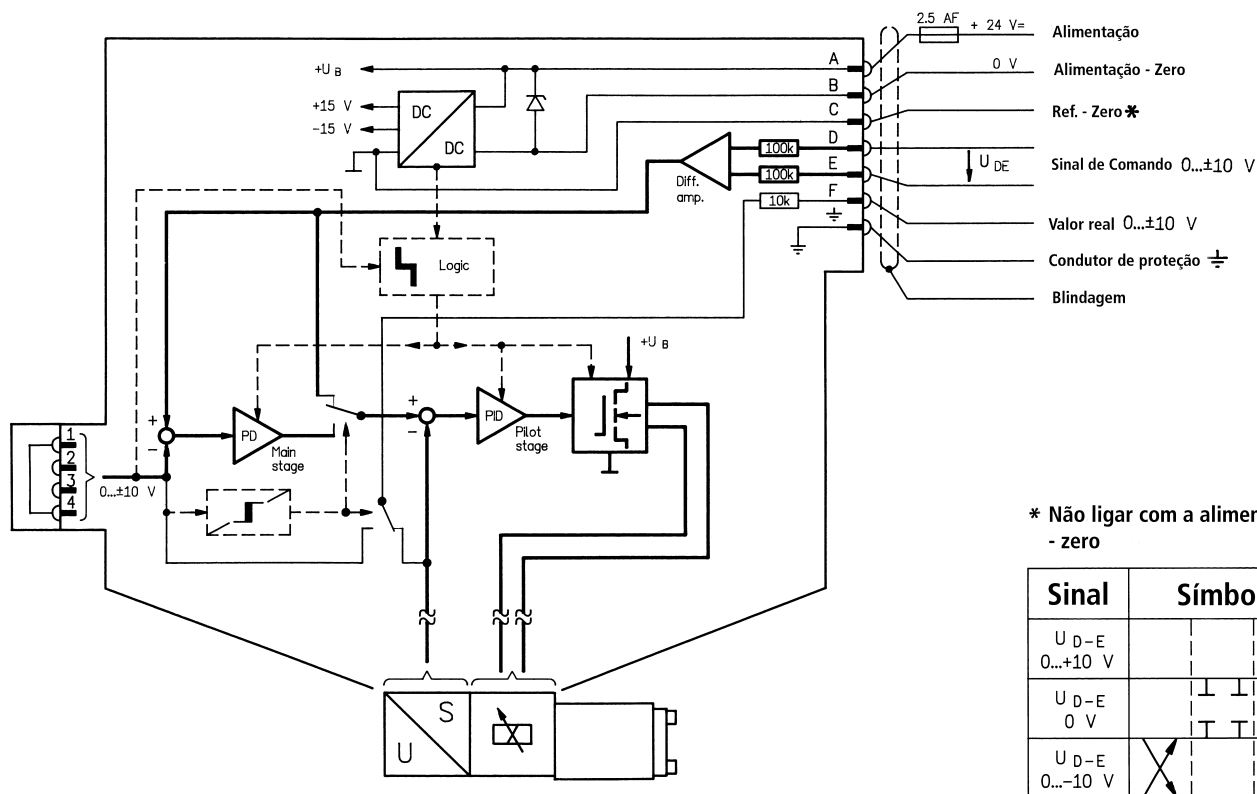 2.5 AF
+ 24 V=
Alimentação
A
+U B
0 V
Alimentação - Zero
B
+15 V
DC
C
Ref. - Zero *
-15 V
DC
D
100k
U DE
Sinal de Comando 0...±10 V
E
100k
Diff. amp.
F
10k
Valor real 0...±10 V
Condutor de proteção
Logic
Blindagem
+U B
+
-
PD
Main stage
+
-
PID
Pilot stage
1
2
3
4
0...±10 V
* Não ligar com a
- zero
Sinal
U D-E
0...+10 V
U D-E
0 V
U D-E
0...-10 V
S
U